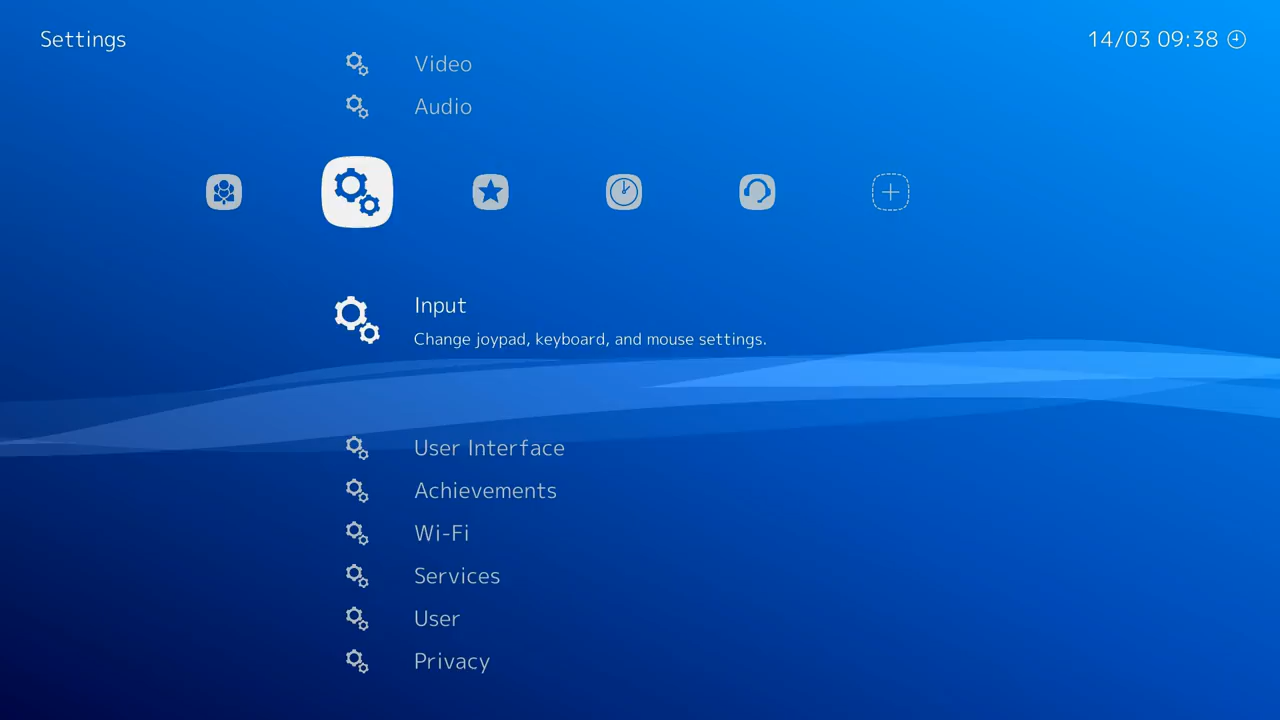 Settings
14/03 09:38
Video
Audio
Input
Change joypad, keyboard, and mouse settings.
User Interface
Achievements
Wi-Fi
Services
User
Privacy